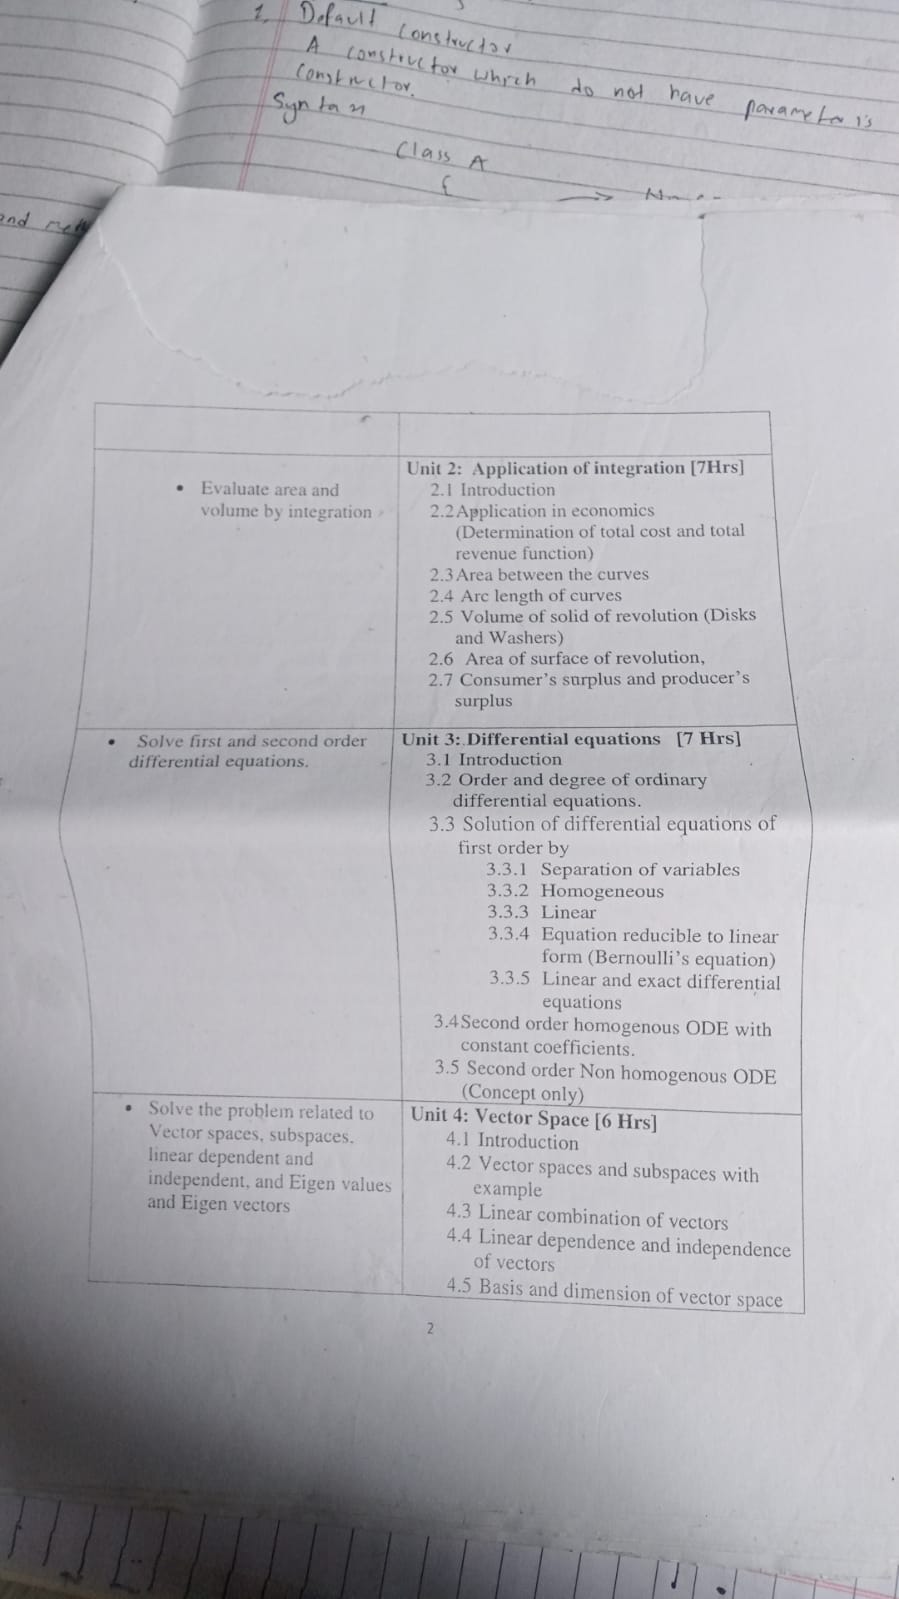 1. Default constructor
A constructor which do not have parameter is
constructor.
Syntax
Class A
{
and
Unit 2: Application of integration [7Hrs]
• Evaluate area and
volume by integration
2.1 Introduction
2.2 Application in economics
(Determination of total cost and total
revenue function)
2.3 Area between the curves
2.4 Arc length of curves
2.5 Volume of solid of revolution (Disks
and Washers)
2.6 Area of surface of revolution,
2.7 Consumer's surplus and producer's
surplus
• Solve first and second order
differential equations.
Unit 3: Differential equations [7 Hrs]
3.1 Introduction
3.2 Order and degree of ordinary
differential equations.
3.3 Solution of differential equations of
first order by
3.3.1 Separation of variables
3.3.2 Homogeneous
3.3.3 Linear
3.3.4 Equation reducible to linear
form (Bernoulli's equation)
3.3.5 Linear and exact differential
equations
3.4 Second order homogenous ODE with
constant coefficients.
3.5 Second order Non homogenous ODE
(Concept only)
• Solve the problem related to
Vector spaces, subspaces.
linear dependent and
independent, and Eigen values
and Eigen vectors
Unit 4: Vector Space [6 Hrs]
4.1 Introduction
4.2 Vector spaces and subspaces with
example
4.3 Linear combination of vectors
4.4 Linear dependence and independence
of vectors
4.5 Basis and dimension of vector space
2